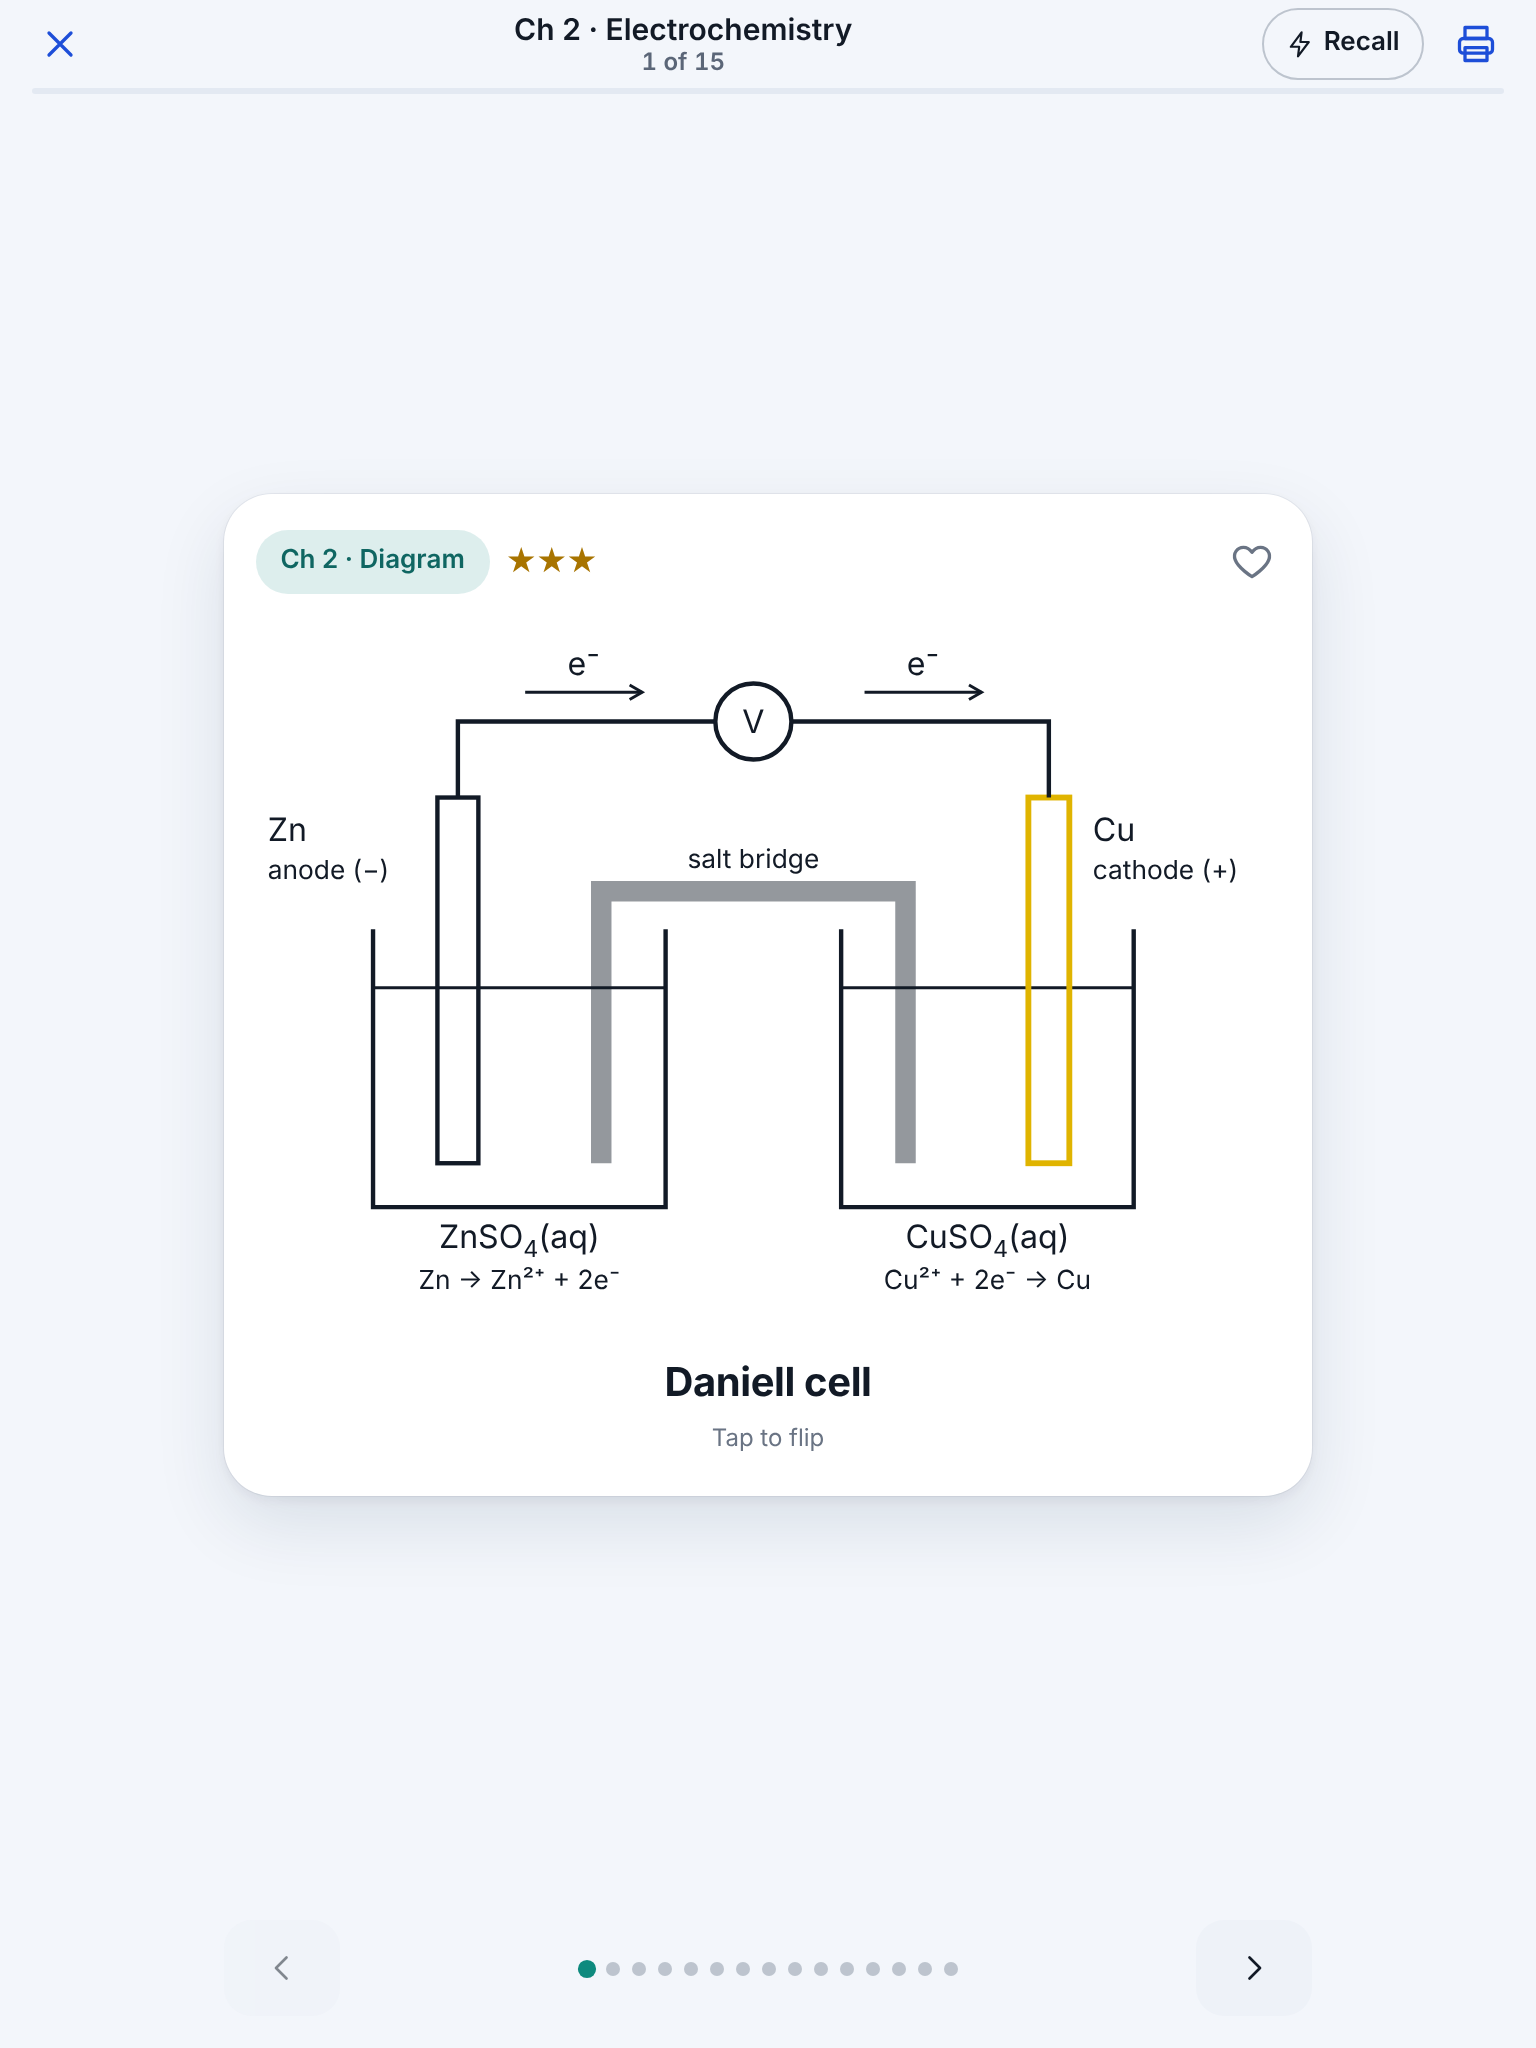 Ch 2 · Electrochemistry
1 of 15
Recall
Ch 2 · Diagram ★★★
e⁻ e⁻
V
Zn
anode (−)
Cu
cathode (+)
salt bridge
ZnSO₄(aq)
Zn → Zn²⁺ + 2e⁻
CuSO₄(aq)
Cu²⁺ + 2e⁻ → Cu
Daniell cell
Tap to flip